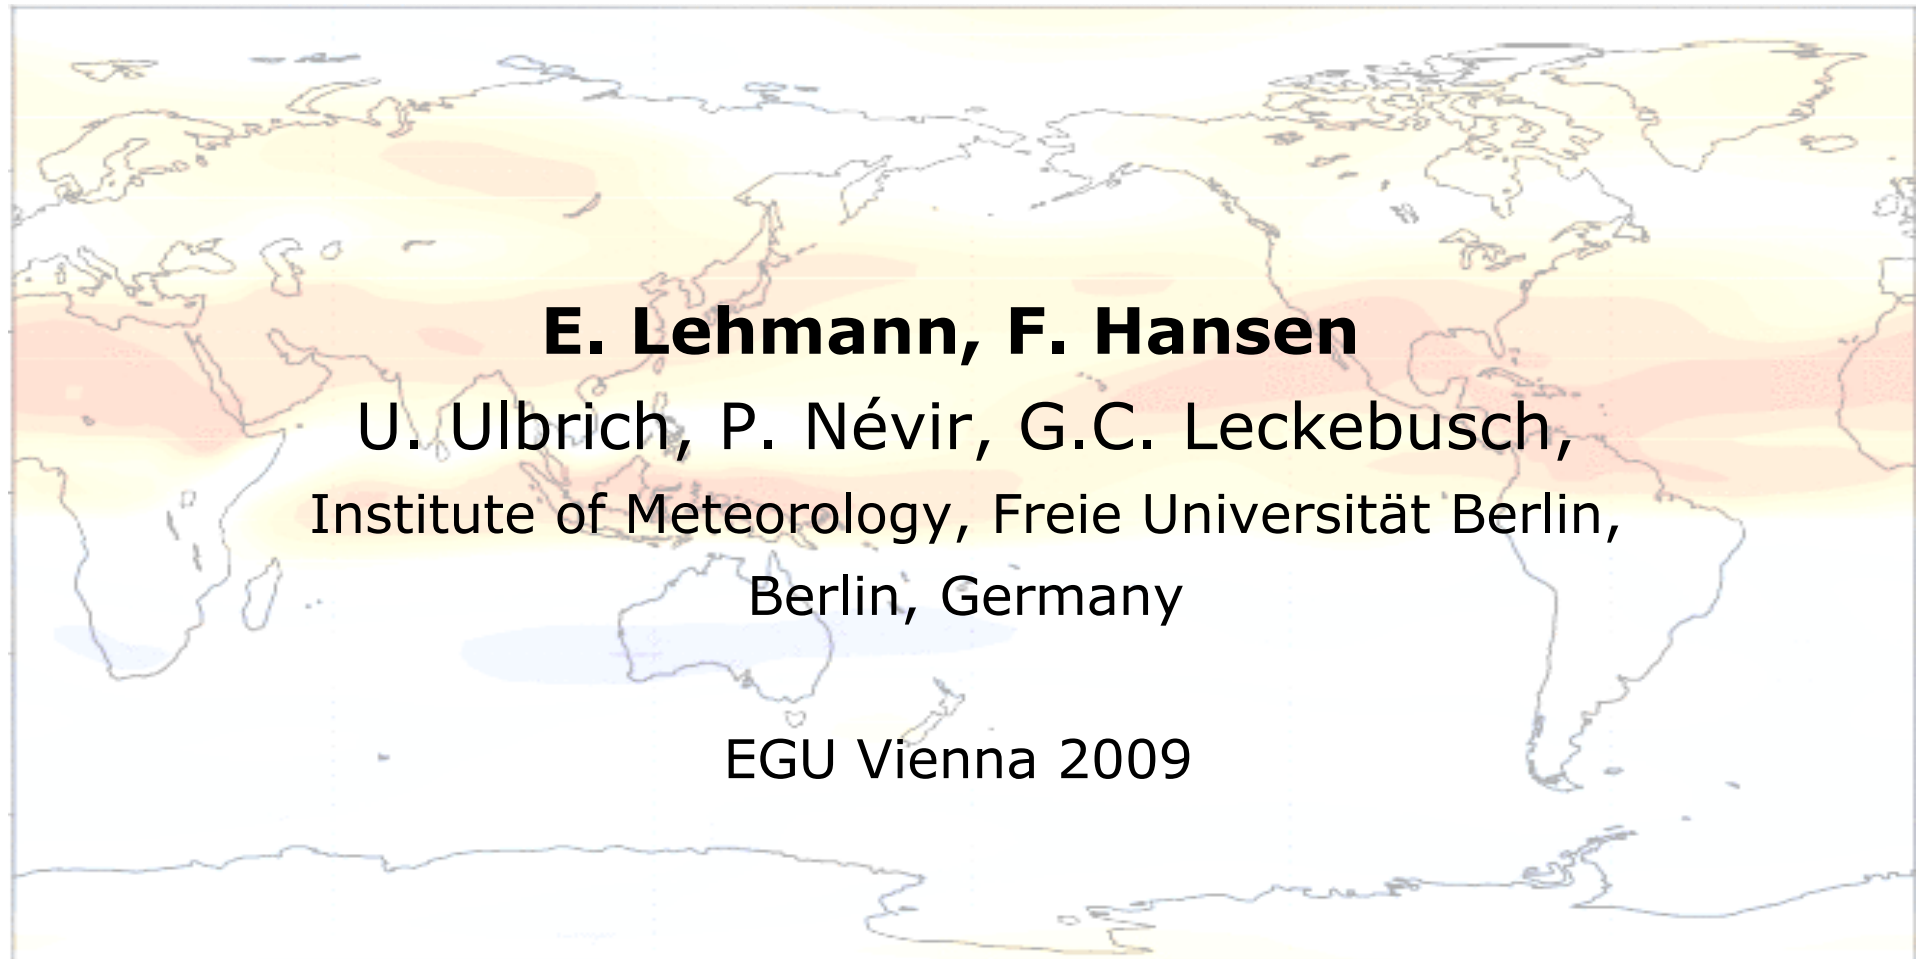 E. Lehmann, F. Hansen
U. Ulbrich, P. Névir, G.C. Leckebusch,
Institute of Meteorology, Freie Universität Berlin,
Berlin, Germany
EGU Vienna 2009